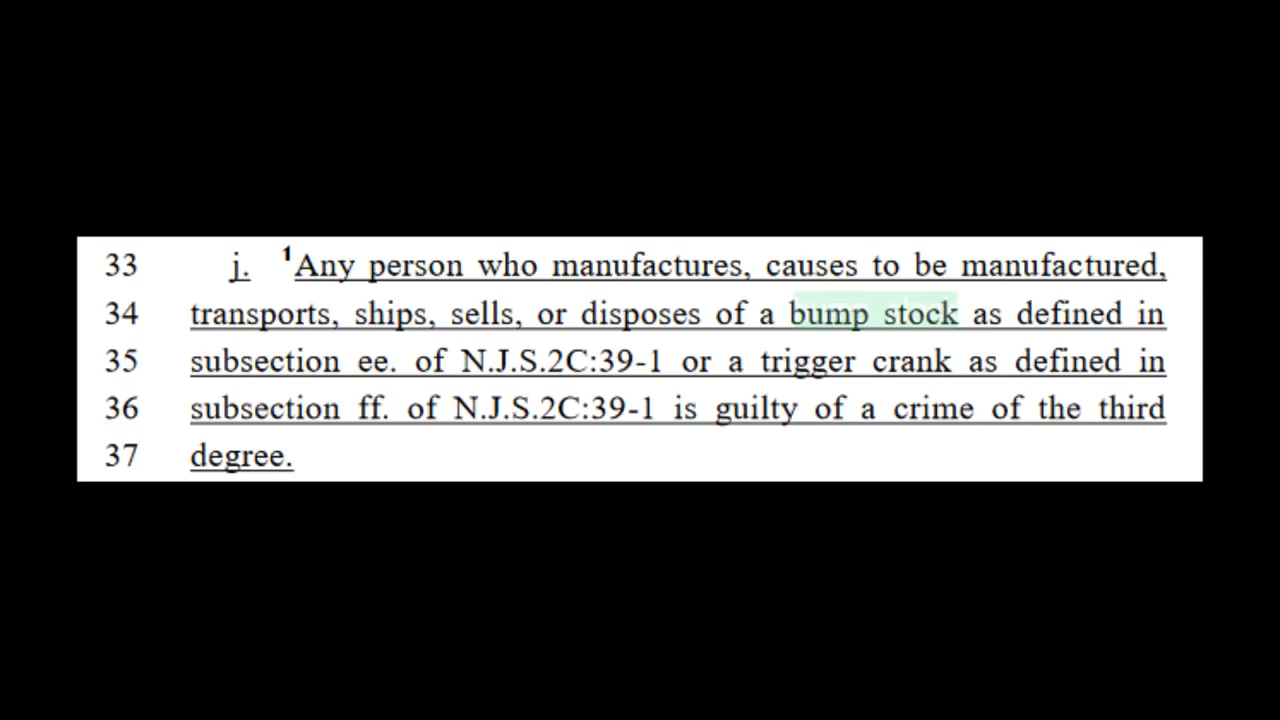 33 j. ¹Any person who manufactures, causes to be manufactured,
34 transports, ships, sells, or disposes of a bump stock as defined in
35 subsection ee. of N.J.S.2C:39-1 or a trigger crank as defined in
36 subsection ff. of N.J.S.2C:39-1 is guilty of a crime of the third
37 degree.